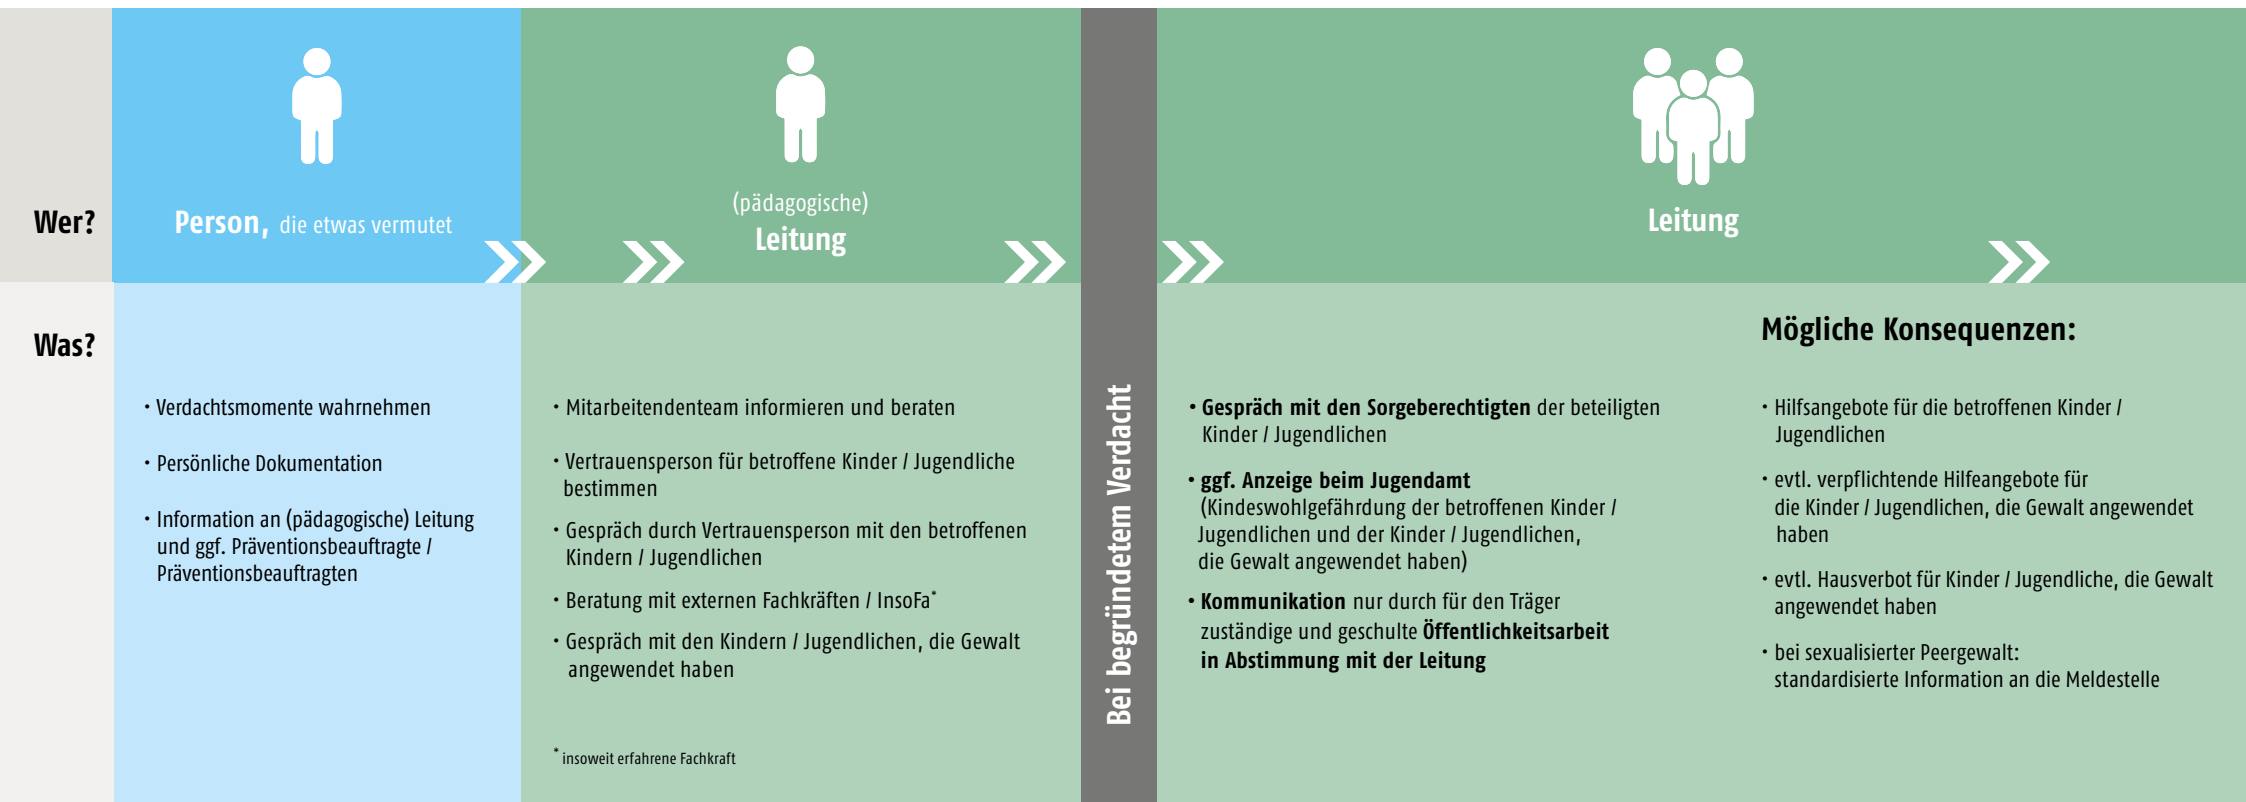 Wer?
Person, die etwas vermutet
(pädagogische)
Leitung
Leitung
Was?
• Verdachtsmomente wahrnehmen
• Persönliche Dokumentation
• Information an (pädagogische) Leitung
und ggf. Präventionsbeauftragte /
Präventionsbeauftragten
• Mitarbeitendenteam informieren und beraten
• Vertrauensperson für betroffene Kinder / Jugendliche
bestimmen
• Gespräch durch Vertrauensperson mit den betroffenen
Kindern / Jugendlichen
• Beratung mit externen Fachkräften / InsoFa*
• Gespräch mit den Kindern / Jugendlichen, die Gewalt
angewendet haben
* insoweit erfahrene Fachkraft
Bei begründetem Verdacht
• Gespräch mit den Sorgeberechtigten der beteiligten
Kinder / Jugendlichen
• ggf. Anzeige beim Jugendamt
(Kindeswohlgefährdung der betroffenen Kinder /
Jugendlichen und der Kinder / Jugendlichen,
die Gewalt angewendet haben)
• Kommunikation nur durch für den Träger
zuständige und geschulte Öffentlichkeitsarbeit
in Abstimmung mit der Leitung
Mögliche Konsequenzen:
• Hilfsangebote für die betroffenen Kinder /
Jugendlichen
• evtl. verpflichtende Hilfeangebote für
die Kinder / Jugendlichen, die Gewalt angewendet
haben
• evtl. Hausverbot für Kinder / Jugendliche, die Gewalt
angewendet haben
• bei sexualisierter Peergewalt:
standardisierte Information an die Meldestelle